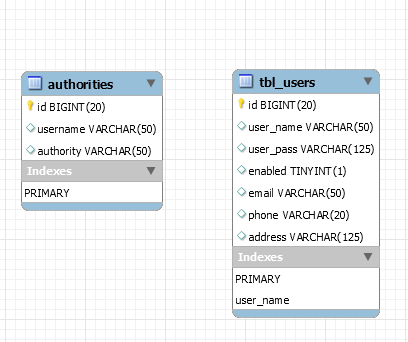 authorities
id BIGINT(20)
username VARCHAR(50)
authority VARCHAR(50)
Indexes
PRIMARY
tbl_users
id BIGINT(20)
user_name VARCHAR(50)
user_pass VARCHAR(125)
enabled TINYINT(1)
email VARCHAR(50)
phone VARCHAR(20)
address VARCHAR(125)
Indexes
PRIMARY
user_name